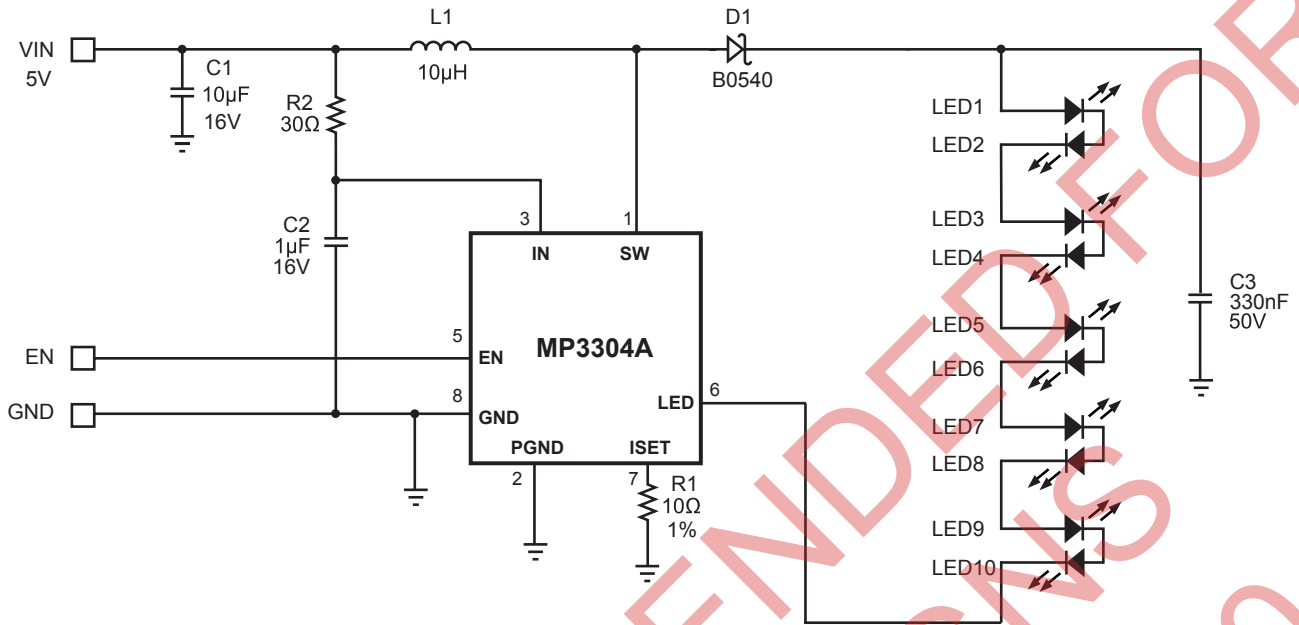 L1
D1
VIN
5V
C1
10µF
16V
10µH
B0540
R2
30Ω
LED1
LED2
LED3
LED4
LED5
LED6
LED7
LED8
LED9
LED10
C2
1µF
16V
3
1
IN
SW
C3
330nF
50V
MP3304A
EN
5
EN
GND
8
GND
LED
6
PGND
ISET
2
7
R1
10Ω
1%
ENDED FOR